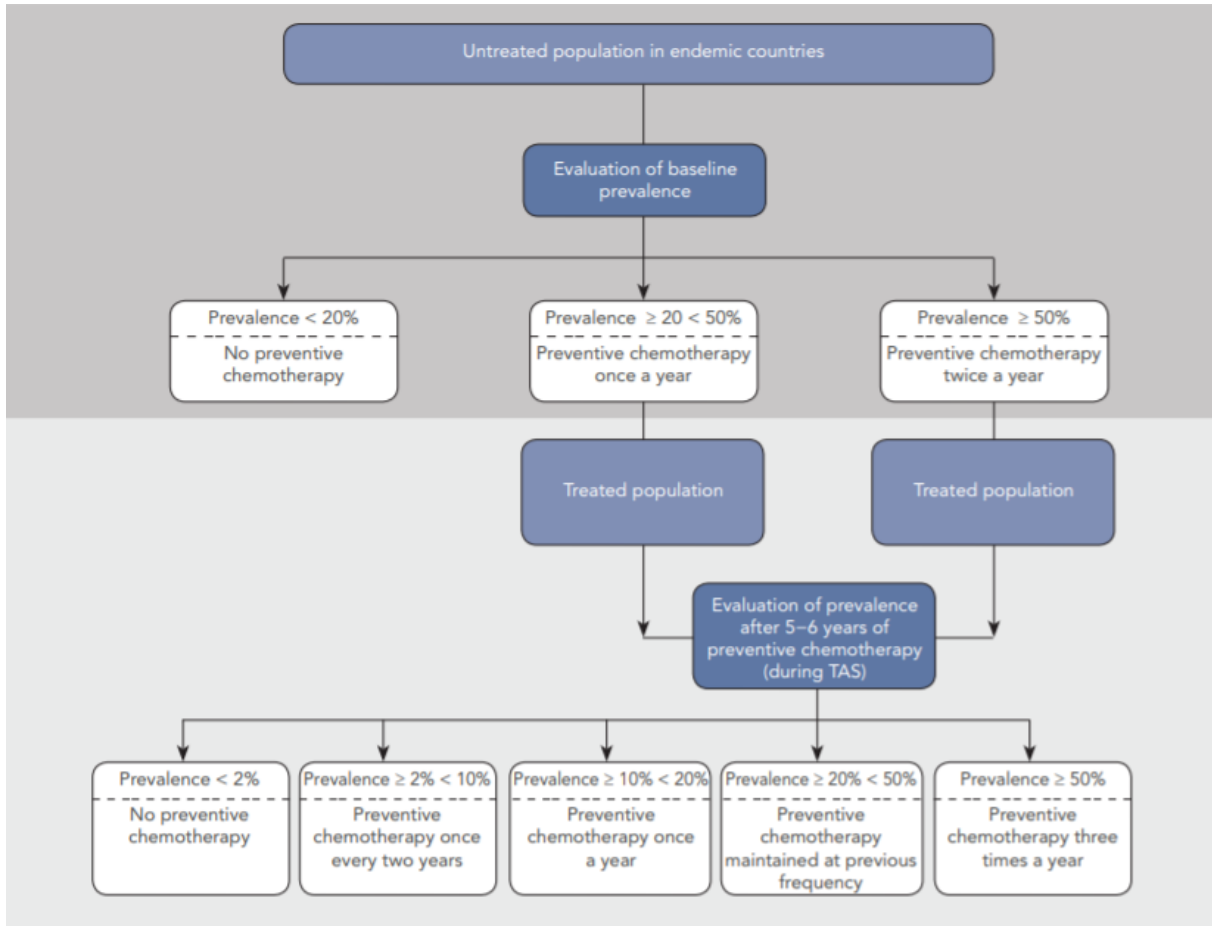 Untreated population in endemic countries
Evaluation of baseline
prevalence
Prevalence < 20%
No preventive
chemotherapy
Prevalence ≥ 20 < 50%
Preventive chemotherapy
once a year
Prevalence ≥ 50%
Preventive chemotherapy
twice a year
Treated population
Treated population
Evaluation of prevalence
after 5–6 years of
preventive chemotherapy
(during TAS)
Prevalence < 2%
No preventive
chemotherapy
Prevalence ≥ 2% < 10%
Preventive
chemotherapy once
every two years
Prevalence ≥ 10% < 20%
Preventive
chemotherapy once
a year
Prevalence ≥ 20% < 50%
Preventive
chemotherapy
maintained at previous
frequency
Prevalence ≥ 50%
Preventive
chemotherapy three
times a year